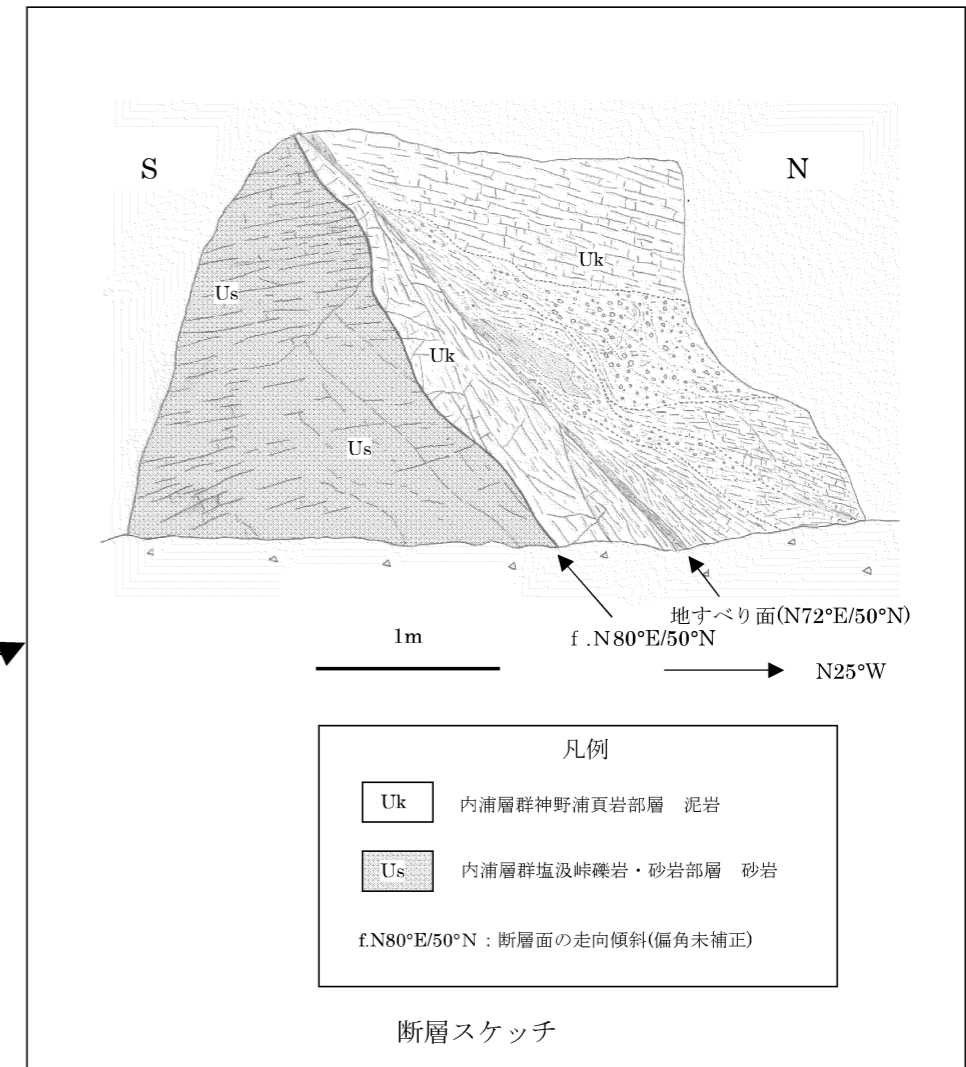 S
N
Us
Uk
Uk
Us
地すべり面(N72°E/50°N)
f .N80°E/50°N
1m
N25°W
凡例
Uk 内浦層群神野浦頁岩部層 泥岩
Us 内浦層群塩汲峠礫岩・砂岩部層 砂岩
f.N80°E/50°N：断層面の走向傾斜(偏角未補正)
断層スケッチ